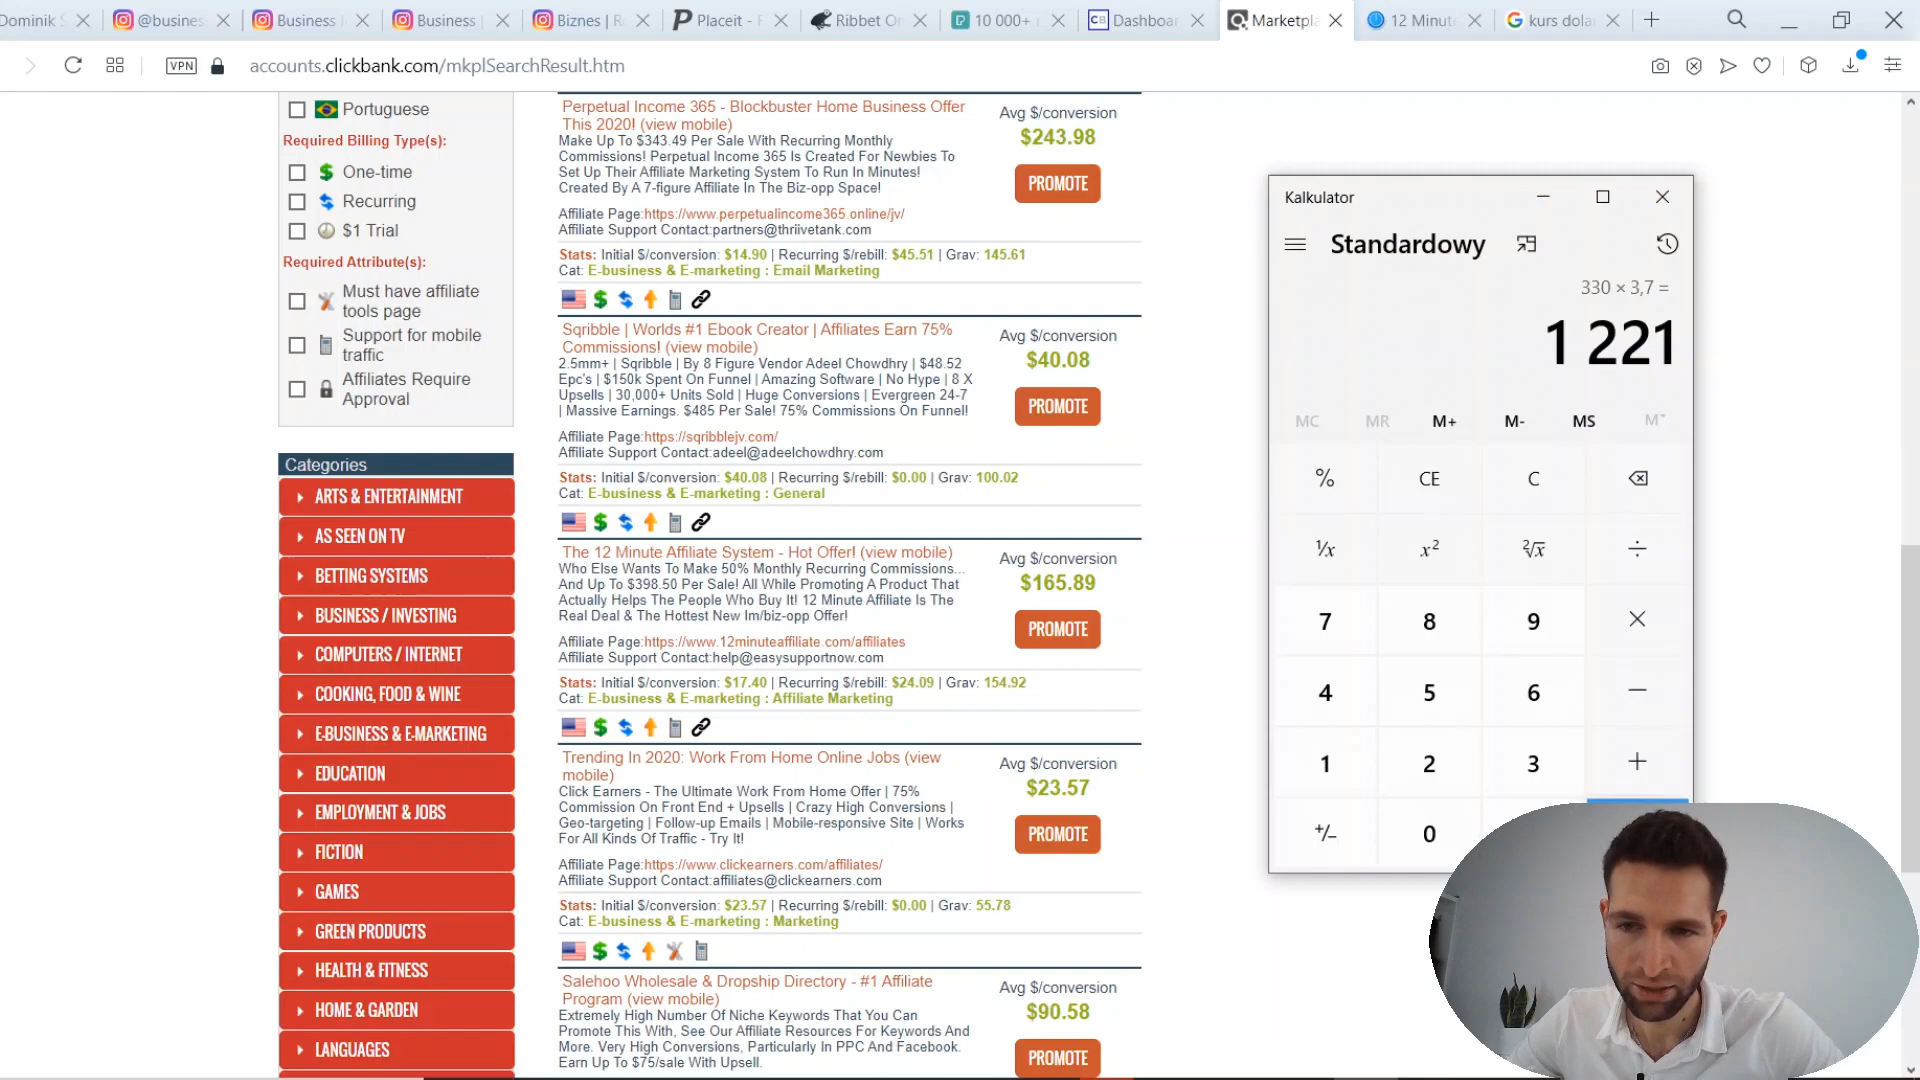 Dominik S
@busines
Business
Business
Biznes | R
Placeit - F
Ribbet On
10 000+
Dashboar
Marketpla
12 Minut
kurs dola
VPN
accounts.clickbank.com/mkplSearchResult.htm
Portuguese
Required Billing Type(s):
One-time
Recurring
$1 Trial
Required Attribute(s):
Must have affiliate
tools page
Support for mobile
traffic
Affiliates Require
Approval
Categories
ARTS & ENTERTAINMENT
AS SEEN ON TV
BETTING SYSTEMS
BUSINESS / INVESTING
COMPUTERS / INTERNET
COOKING, FOOD & WINE
E-BUSINESS & E-MARKETING
EDUCATION
EMPLOYMENT & JOBS
FICTION
GAMES
GREEN PRODUCTS
HEALTH & FITNESS
HOME & GARDEN
LANGUAGES
Perpetual Income 365 - Blockbuster Home Business Offer
This 2020! (view mobile)
Make Up To $343.49 Per Sale With Recurring Monthly
Commissions! Perpetual Income 365 Is Created For Newbies To
Set Up Their Affiliate Marketing System To Run In Minutes!
Created By A 7-figure Affiliate In The Biz-opp Space!
Affiliate Page:https://www.perpetualincome365.online/jv/
Affiliate Support Contact:partners@thriivetank.com
Stats: Initial $/conversion: $14.90 | Recurring $/rebill: $45.51 | Grav: 145.61
Cat: E-business & E-marketing : Email Marketing
Avg $/conversion
$243.98
PROMOTE
Sqribble | Worlds #1 Ebook Creator | Affiliates Earn 75%
Commissions! (view mobile)
2.5mm+ | Sqribble | By 8 Figure Vendor Adeel Chowdhry | $48.52
Epc's | $150k Spent On Funnel | Amazing Software | No Hype | 8 X
Upsells | 30,000+ Units Sold | Huge Conversions | Evergreen 24-7
| Massive Earnings. $485 Per Sale! 75% Commissions On Funnel!
Affiliate Page:https://sqribblejv.com/
Affiliate Support Contact:adeel@adeelchowdhry.com
Stats: Initial $/conversion: $40.08 | Recurring $/rebill: $0.00 | Grav: 100.02
Cat: E-business & E-marketing : General
Avg $/conversion
$40.08
PROMOTE
The 12 Minute Affiliate System - Hot Offer! (view mobile)
Who Else Wants To Make 50% Monthly Recurring Commissions...
And Up To $398.50 Per Sale! All While Promoting A Product That
Actually Helps The People Who Buy It! 12 Minute Affiliate Is The
Real Deal & The Hottest New Im/biz-opp Offer!
Affiliate Page:https://www.12minuteaffiliate.com/affiliates
Affiliate Support Contact:help@easysupportnow.com
Stats: Initial $/conversion: $17.40 | Recurring $/rebill: $24.09 | Grav: 154.92
Cat: E-business & E-marketing : Affiliate Marketing
Avg $/conversion
$165.89
PROMOTE
Trending In 2020: Work From Home Online Jobs (view
mobile)
Click Earners - The Ultimate Work From Home Offer | 75%
Commission On Front End + Upsells | Crazy High Conversions |
Geo-targeting | Follow-up Emails | Mobile-responsive Site | Works
For All Kinds Of Traffic - Try It!
Affiliate Page:https://www.clickearners.com/affiliates/
Affiliate Support Contact:affiliates@clickearners.com
Stats: Initial $/conversion: $23.57 | Recurring $/rebill: $0.00 | Grav: 55.78
Cat: E-business & E-marketing : Marketing
Avg $/conversion
$23.57
PROMOTE
Salehoo Wholesale & Dropship Directory - #1 Affiliate
Program (view mobile)
Extremely High Number Of Niche Keywords That You Can
Promote This With, See Our Affiliate Resources For Keywords And
More. Very High Conversions, Particularly In PPC And Facebook.
Earn Up To $75/sale With Upsell.
Avg $/conversion
$90.58
PROMOTE
Kalkulator
Standardowy
330 × 3,7 =
1 221
MC MR M+ M- MS M˅
% CE C
¹/x x² ²√x ÷
7 8 9 ×
4 5 6 −
1 2 3 +
+/− 0